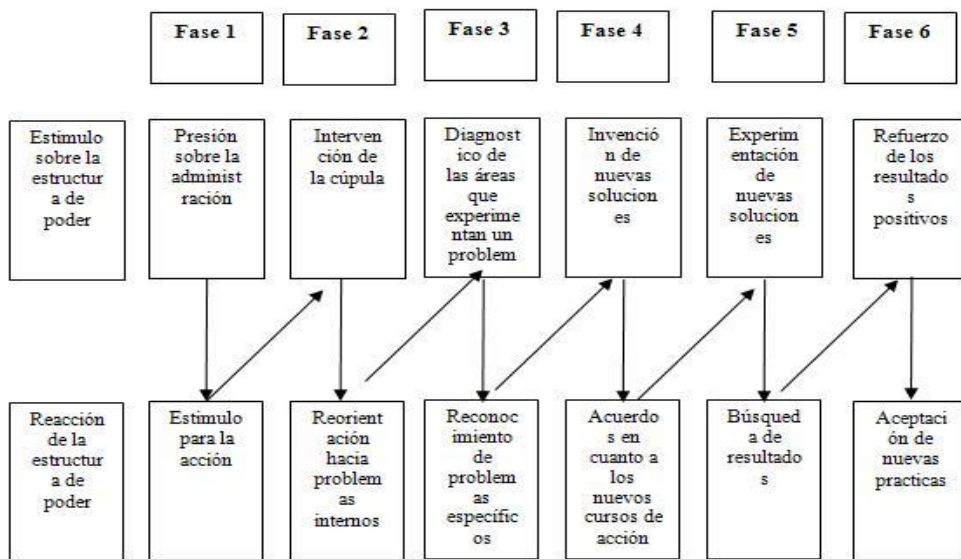 Fase 1
Fase 2
Fase 3
Fase 4
Fase 5
Fase 6
Estimulo
sobre la
estructur
a de
poder
Presión
sobre la
administ
ración
Interven
ción de
la cúpula
Diagnost
ico de
las áreas
que
experime
ntan un
problem
Invenció
n de
nuevas
solucion
es
Experim
entación
de
nuevas
solucion
es
Refuerzo
de los
resultado
s
positivos
Reacción
de la
estructur
a de
poder
Estimulo
para la
acción
Reorient
ación
hacia
problem
as
internos
Reconoc
imiento
de
problem
as
específic
os
Acuerdo
s en
cuanto a
los
nuevos
cursos de
acción
Búsqued
a de
resultado
s
Aceptaci
ón de
nuevas
practicas